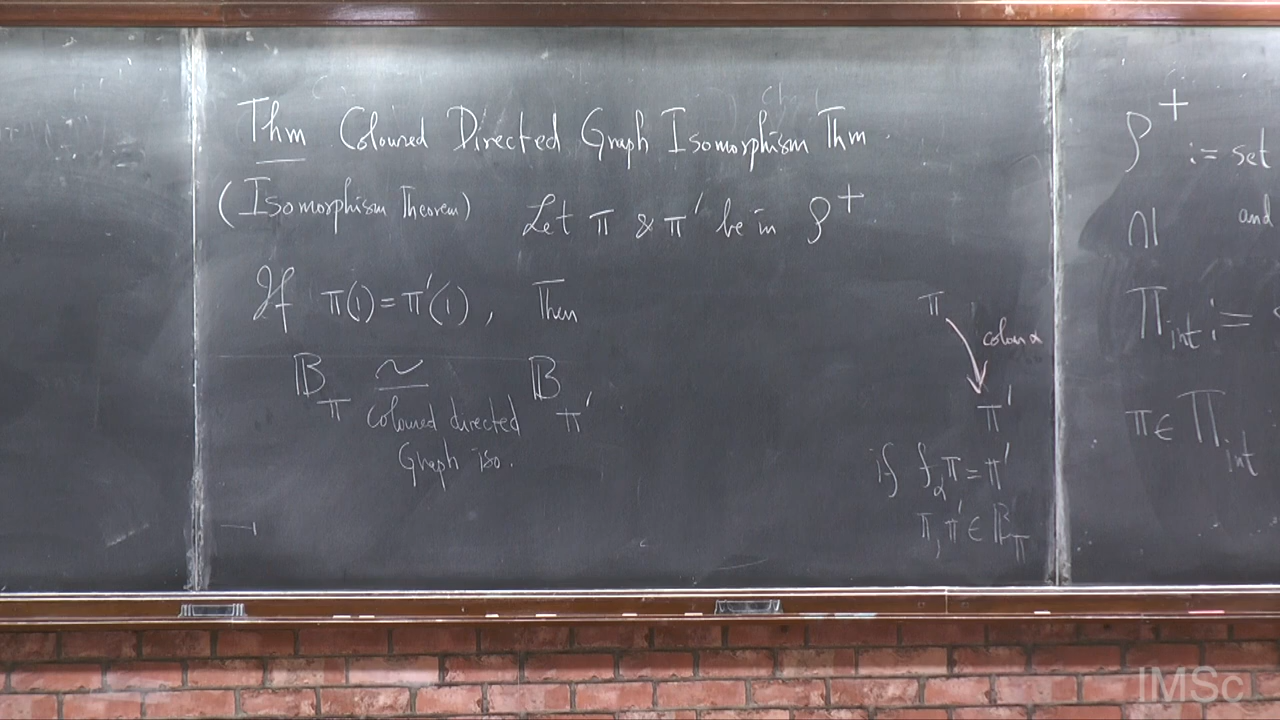 Thm Coloured Directed Graph Isomorphism Thm.
(Isomorphism Theorem) Let π & π' be in P⁺
If π(1) = π'(1), Then
𝔹_π ≃ 𝔹_π'
coloured directed
Graph iso.
π
colour α
π'
if f_α π = π'
π, π' ∈ 𝔹_π
P⁺ := set
∩| and
Π_int :=
π ∈ Π_int
IMSc